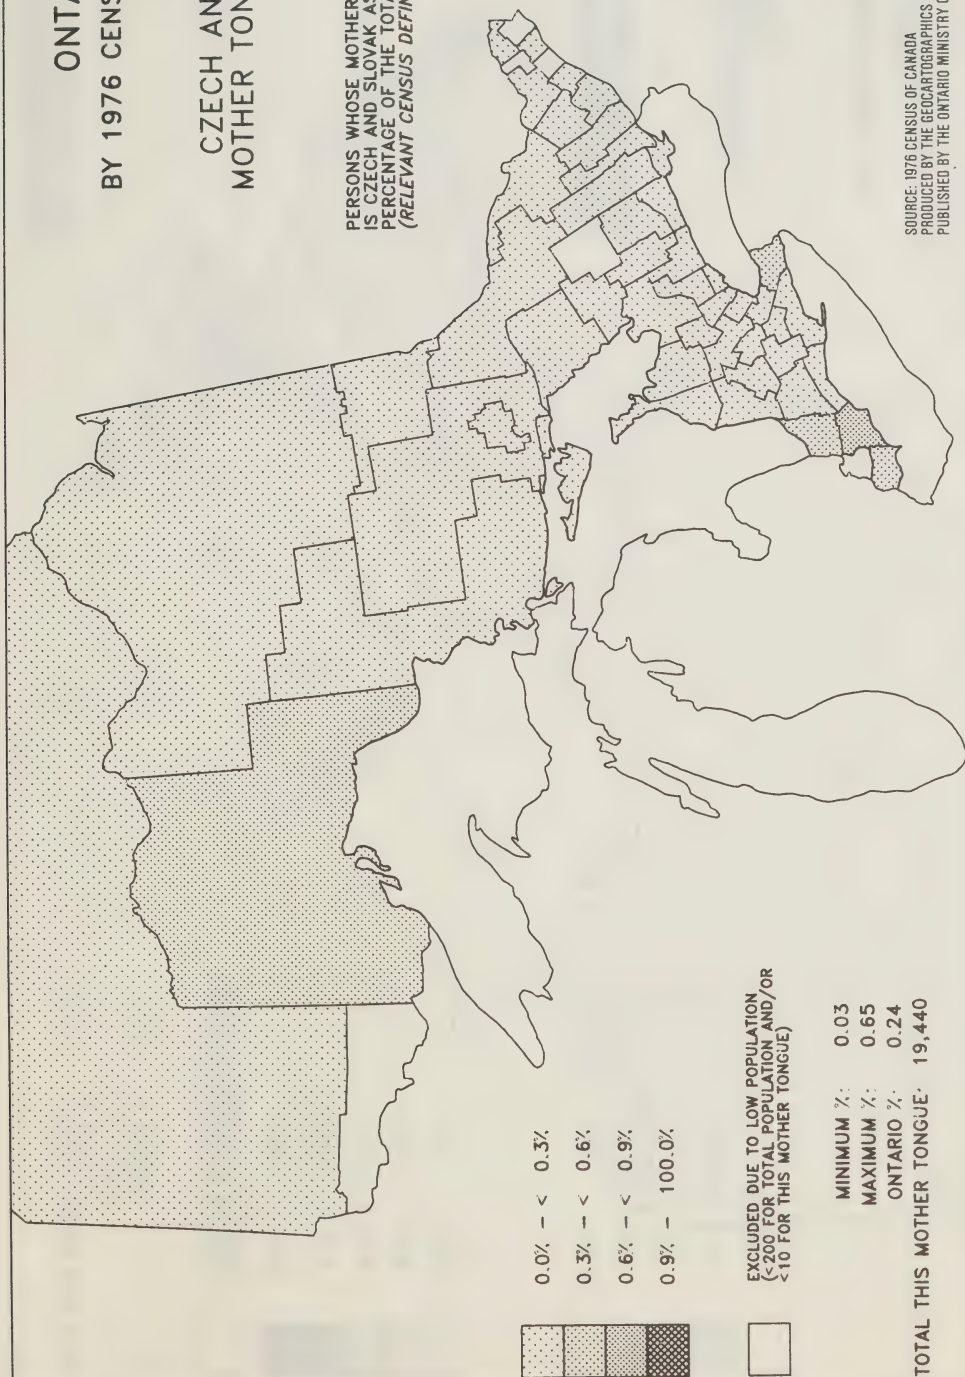 ONTA
BY 1976 CENS
CZECH AN
MOTHER TON
PERSONS WHOSE MOTHER
IS CZECH AND SLOVAK AS
PERCENTAGE OF THE TOTA
(RELEVANT CENSUS DEFIN
0.0% - < 0.3%
0.3% - < 0.6%
0.6% - < 0.9%
0.9% - 100.0%
EXCLUDED DUE TO LOW POPULATION
(<200 FOR TOTAL POPULATION AND/OR
<10 FOR THIS MOTHER TONGUE)
MINIMUM %: 0.03
MAXIMUM %: 0.65
ONTARIO %: 0.24
TOTAL THIS MOTHER TONGUE: 19,440
SOURCE: 1976 CENSUS OF CANADA
PRODUCED BY THE GEOCARTOGRAPHICS
PUBLISHED BY THE ONTARIO MINISTRY O